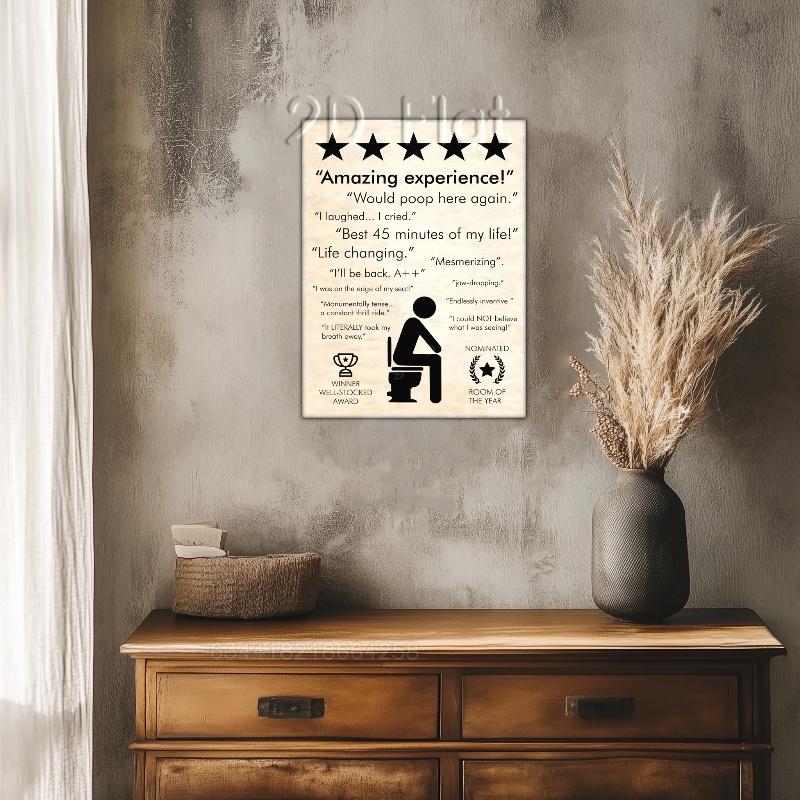 2D Flat
“Amazing experience!”
“Would poop here again.”
“I laughed... I cried.”
“Best 45 minutes of my life!”
“Life changing.”
“Mesmerizing”.
“I’ll be back. A++”
“jaw-dropping.”
“I was on the edge of my seat!”
“Monumentally tense...
a constant thrill ride.”
“Endlessly inventive.”
“It LITERALLY took my
breath away.”
“I could NOT believe
what I was seeing!”
WINNER
WELL-STOCKED
AWARD
NOMINATED
ROOM OF
THE YEAR